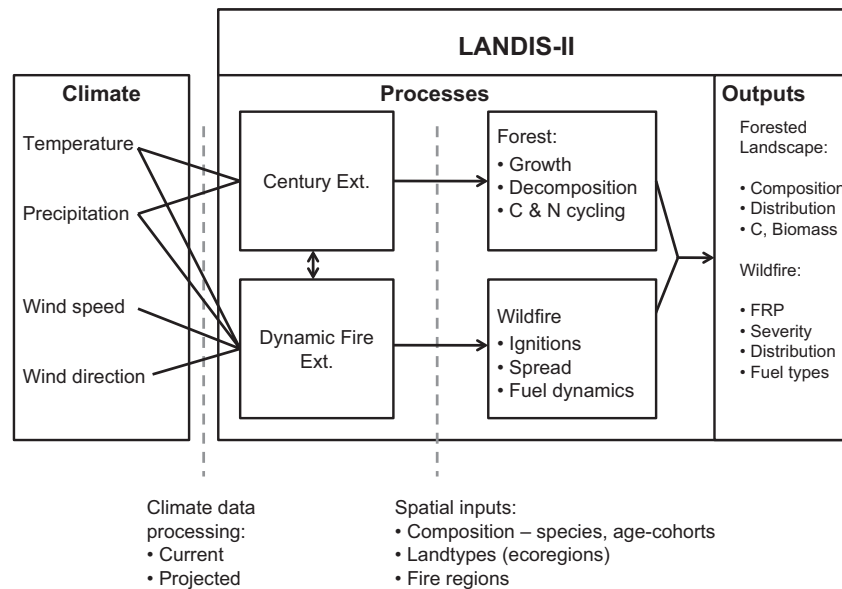 LANDIS-II
Climate
Temperature
Precipitation
Wind speed
Wind direction
Processes
Century Ext.
Dynamic Fire
Ext.
Forest:
• Growth
• Decomposition
• C & N cycling
Wildfire
• Ignitions
• Spread
• Fuel dynamics
Outputs
Forested
Landscape:
• Composition
• Distribution
• C, Biomass
Wildfire:
• FRP
• Severity
• Distribution
• Fuel types
Climate data
processing:
• Current
• Projected
Spatial inputs:
• Composition – species, age-cohorts
• Landtypes (ecoregions)
• Fire regions